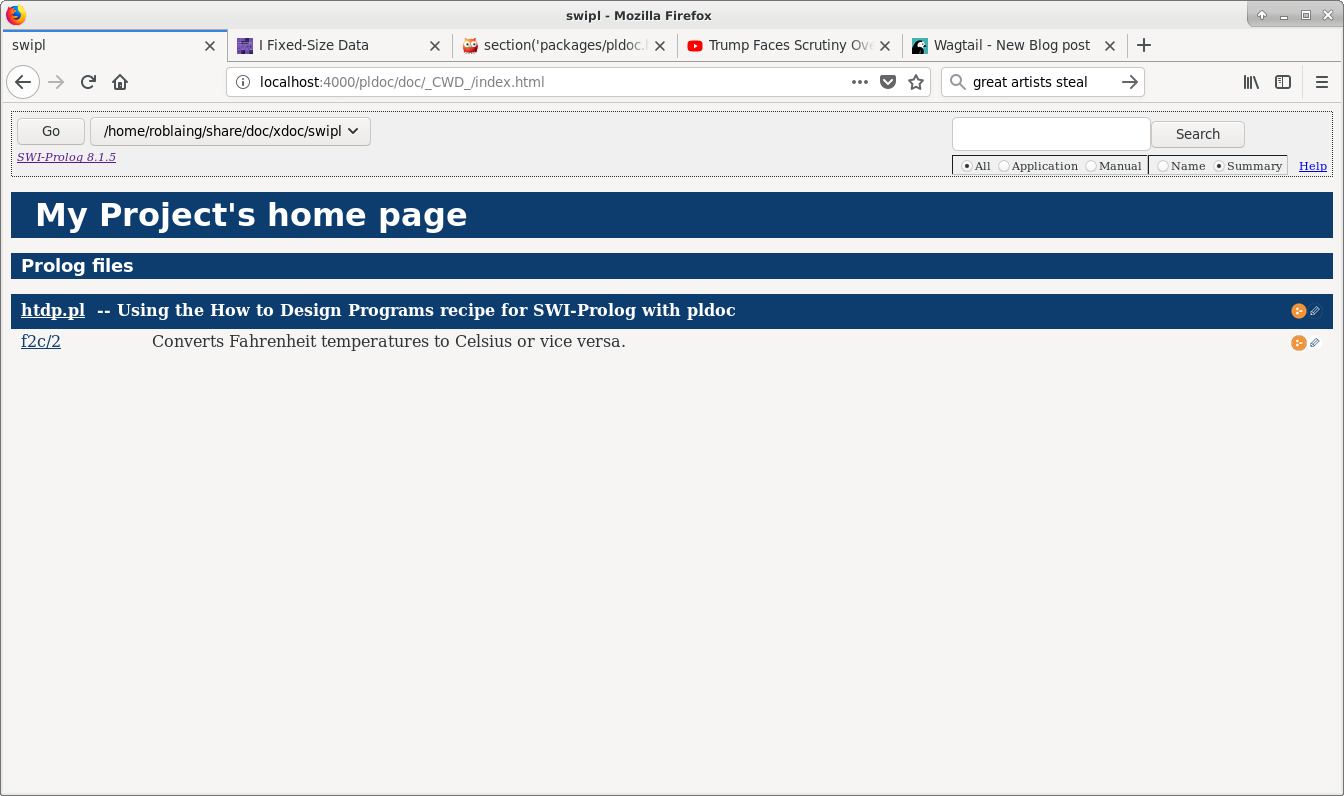 swipl - Mozilla Firefox
swipl
I Fixed-Size Data
section('packages/pldoc.
Trump Faces Scrutiny Ove
Wagtail - New Blog post
localhost:4000/pldoc/doc/_CWD_/index.html
great artists steal
Go
/home/roblaing/share/doc/xdoc/swipl
Search
SWI-Prolog 8.1.5
All Application Manual Name Summary Help
My Project's home page
Prolog files
htdp.pl -- Using the How to Design Programs recipe for SWI-Prolog with pldoc
f2c/2 Converts Fahrenheit temperatures to Celsius or vice versa.